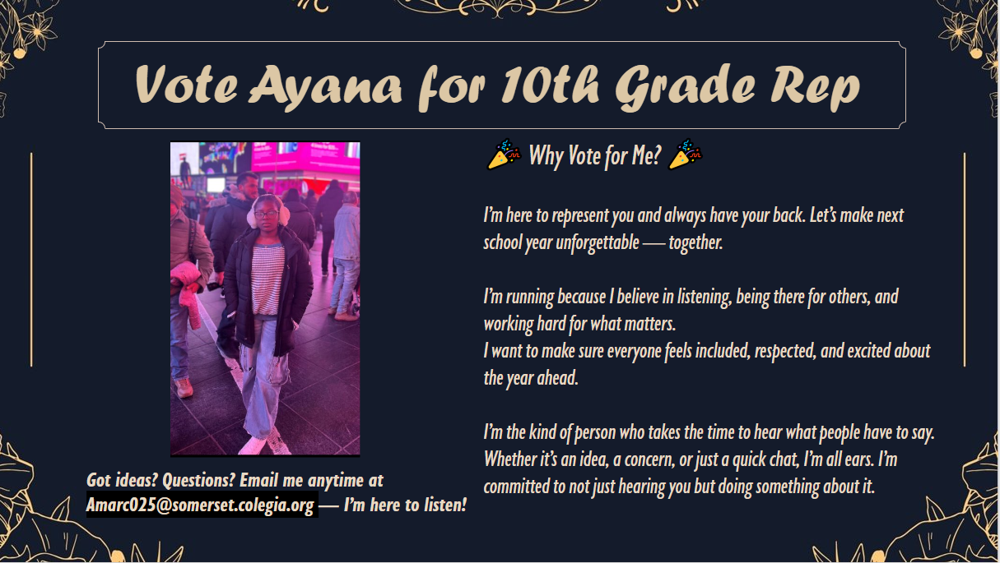 Vote Ayana for 10th Grade Rep
🎉 Why Vote for Me? 🎉
I'm here to represent you and always have your back. Let's make next
school year unforgettable — together.
I'm running because I believe in listening, being there for others, and
working hard for what matters.
I want to make sure everyone feels included, respected, and excited about
the year ahead.
I'm the kind of person who takes the time to hear what people have to say.
Whether it's an idea, a concern, or just a quick chat, I'm all ears. I'm
committed to not just hearing you but doing something about it.
Got ideas? Questions? Email me anytime at
Amarc025@somerset.colegia.org — I'm here to listen!